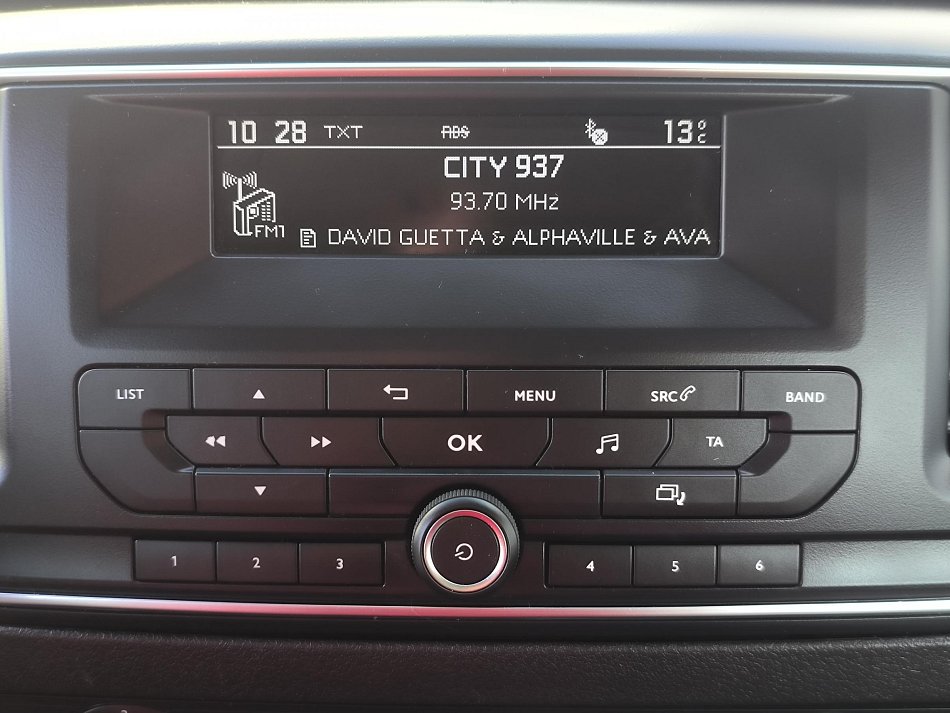 10 28 TXT RDS 13°C
CITY 937
93.70 MHz
FM1
DAVID GUETTA & ALPHAVILLE & AVA
LIST MENU SRC BAND
OK TA
1 2 3 4 5 6